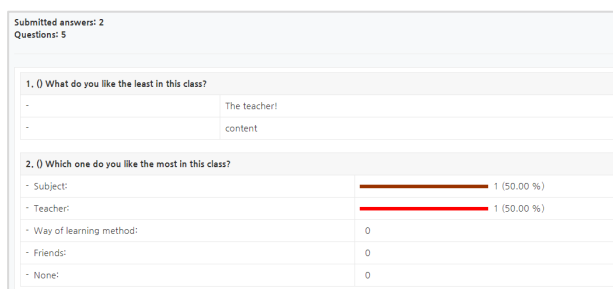 Submitted answers: 2
Questions: 5
1. () What do you like the least in this class?
- The teacher!
- content
2. () Which one do you like the most in this class?
- Subject: 1 (50.00 %)
- Teacher: 1 (50.00 %)
- Way of learning method: 0
- Friends: 0
- None: 0